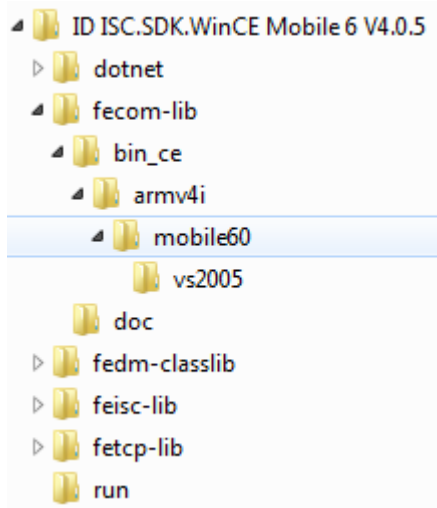 ID ISC.SDK.WinCE Mobile 6 V4.0.5
dotnet
fecom-lib
bin_ce
armv4i
mobile60
vs2005
doc
fedm-classlib
feisc-lib
fetcp-lib
run